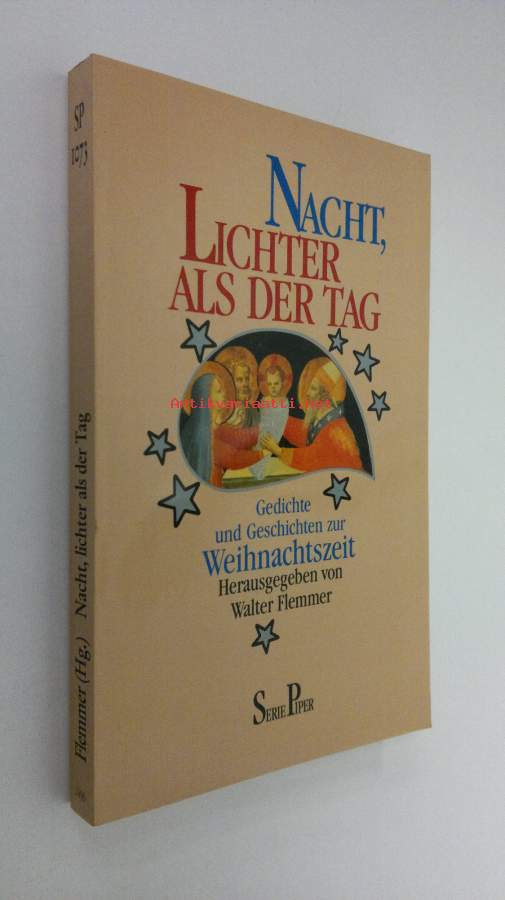 SP
1073
Nacht, lichter als der Tag
Flemmer (Hg.)
NACHT,
LICHTER
ALS DER TAG
Antikvariaatti.net
Gedichte
und Geschichten zur
Weihnachtszeit
Herausgegeben von
Walter Flemmer
SERIE PIPER